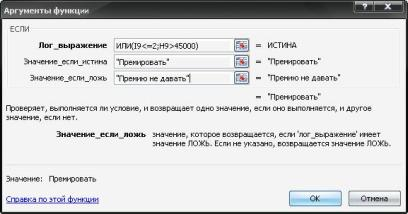 Аргументы функции
ЕСЛИ
Лог_выражение ИЛИ(I9<=2;H9>45000) = ИСТИНА
Значение_если_истина "Премировать" = "Премировать"
Значение_если_ложь "Премию не давать" = "Премию не давать"
= "Премировать"
Проверяет, выполняется ли условие, и возвращает одно значение, если оно выполняется, и другое
значение, если нет.
Значение_если_ложь значение, которое возвращается, если 'лог_выражение' имеет
значение ЛОЖЬ. Если не указано, возвращается значение ЛОЖЬ.
Значение: Премировать
Справка по этой функции
ОК
Отмена